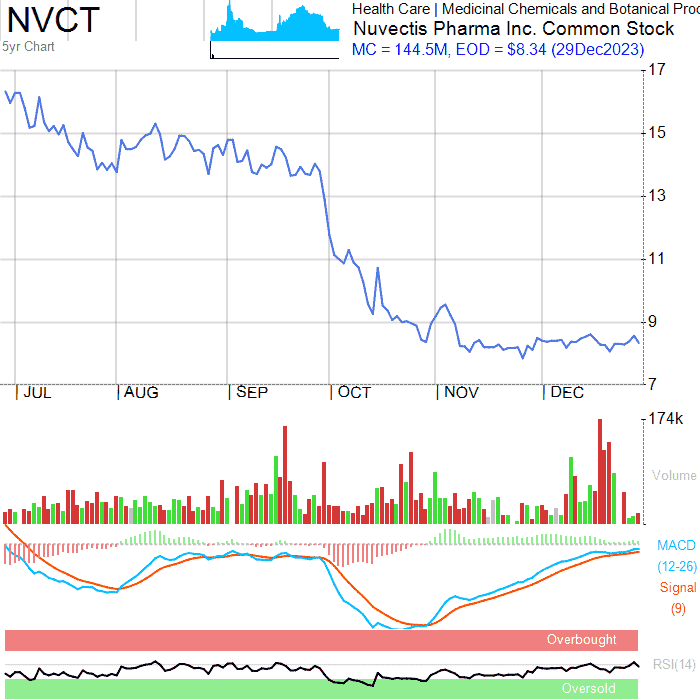 NVCT
5yr Chart
Health Care | Medicinal Chemicals and Botanical Proc
Nuvectis Pharma Inc. Common Stock
MC = 144.5M, EOD = $8.34 (29Dec2023)
17
15
13
11
9
7
JUL AUG SEP OCT NOV DEC
174k
Volume
MACD
(12-26)
Signal
(9)
Overbought
RSI(14)
Oversold